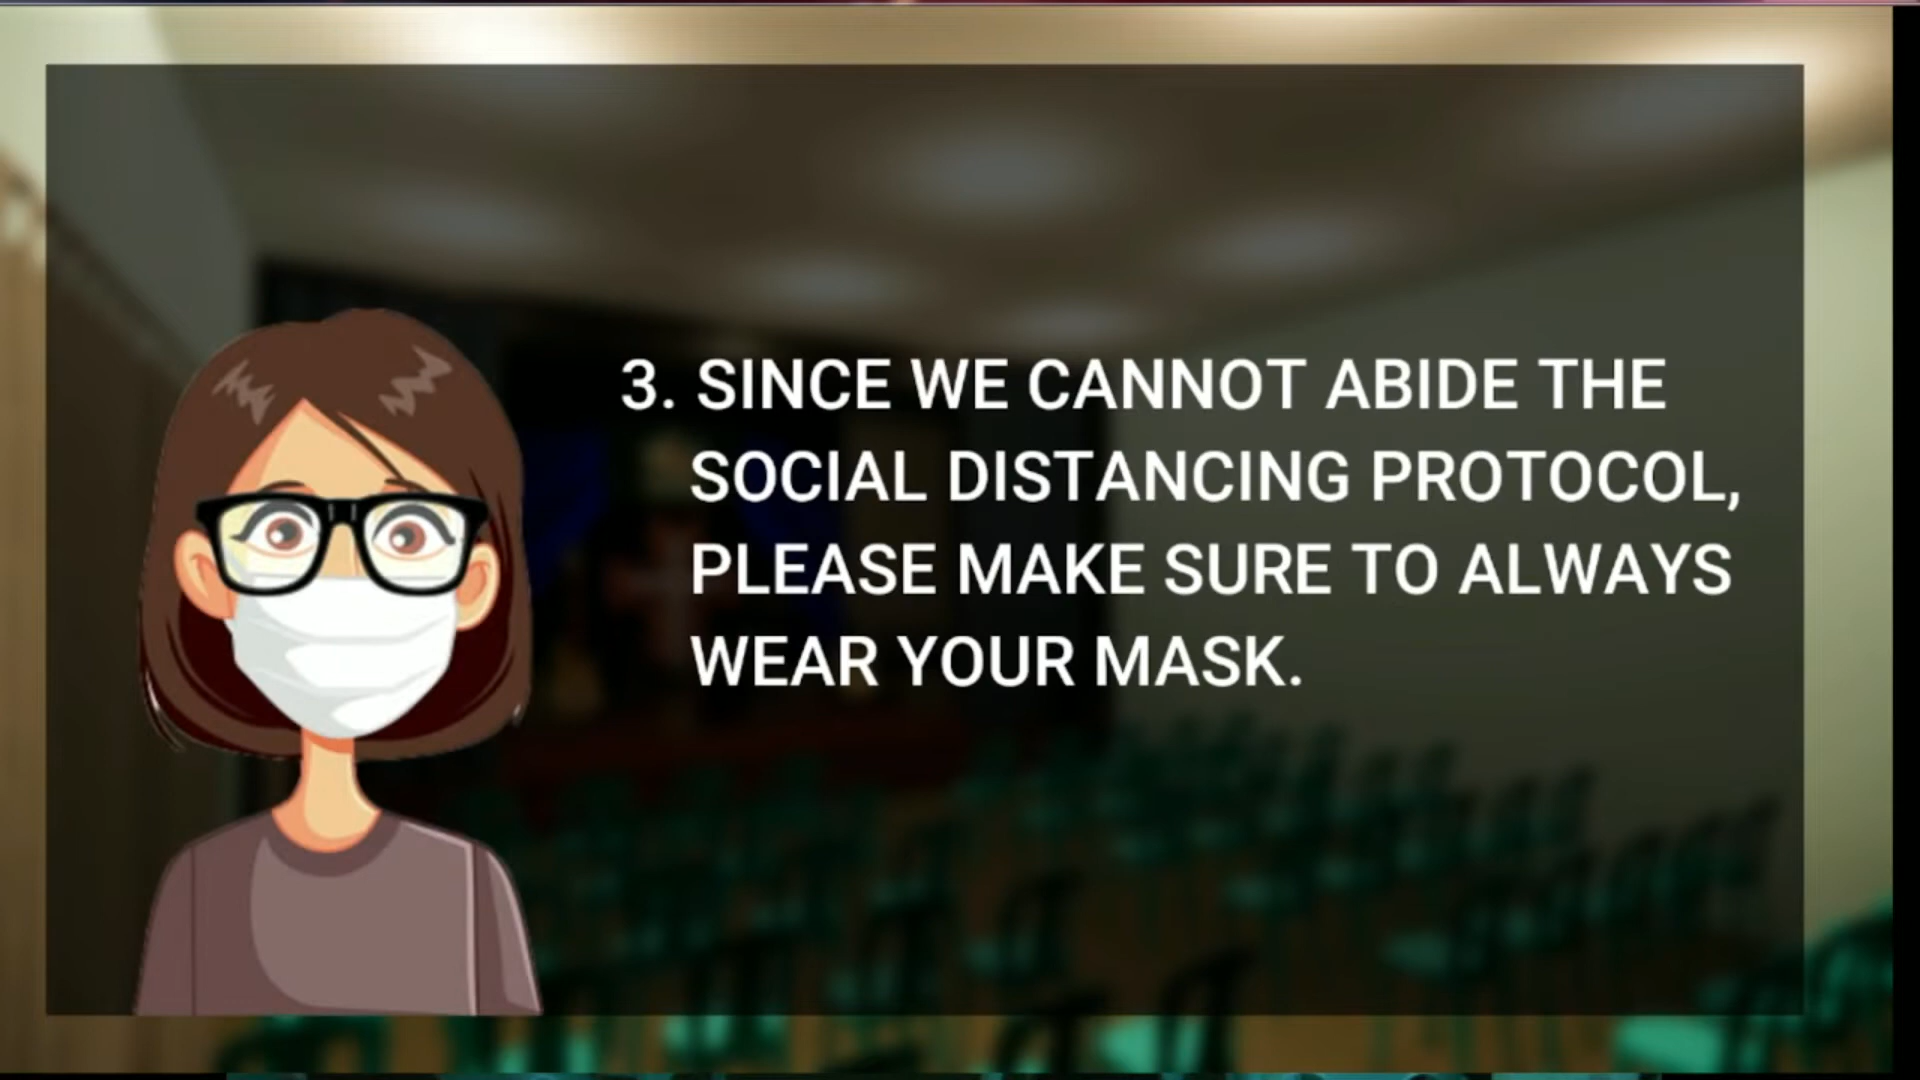 3. SINCE WE CANNOT ABIDE THE
SOCIAL DISTANCING PROTOCOL,
PLEASE MAKE SURE TO ALWAYS
WEAR YOUR MASK.